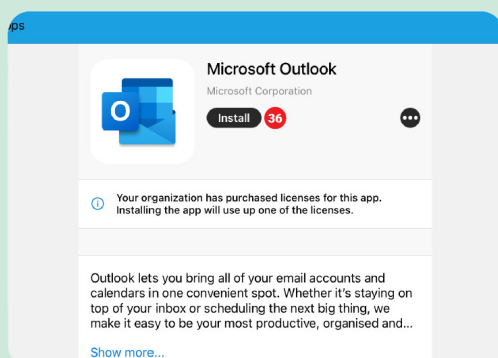 ops
Microsoft Outlook
Microsoft Corporation
Install 36
O
Your organization has purchased licenses for this app.
Installing the app will use up one of the licenses.
Outlook lets you bring all of your email accounts and
calendars in one convenient spot. Whether it's staying on
top of your inbox or scheduling the next big thing, we
make it easy to be your most productive, organised and...
Show more...